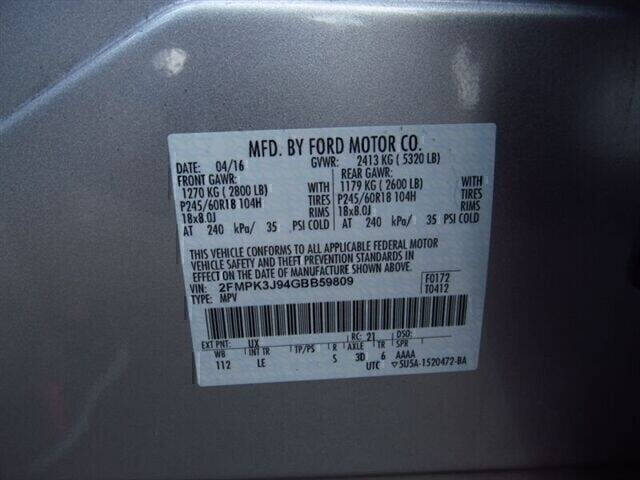 MFD. BY FORD MOTOR CO.
DATE: 04/16 GVWR: 2413 KG ( 5320 LB)
FRONT GAWR: REAR GAWR:
1270 KG ( 2800 LB) WITH 1179 KG ( 2600 LB) WITH
P245/60R18 104H TIRES P245/60R18 104H TIRES
18x8.0J RIMS 18x8.0J RIMS
AT 240 kPa/ 35 PSI COLD AT 240 kPa/ 35 PSI COLD
THIS VEHICLE CONFORMS TO ALL APPLICABLE FEDERAL MOTOR
VEHICLE SAFETY AND THEFT PREVENTION STANDARDS IN
EFFECT ON THE DATE OF MANUFACTURE SHOWN ABOVE.
VIN: 2FMPK3J94GBB59809 F0172
TYPE: MPV T0412
EXT PNT: UX RC: 21 DSO:
WB INT TR TP/PS R AXLE TR SPR
112 LE S 3D 6 AAAA
UTC ▽5U5A-1520472-BA